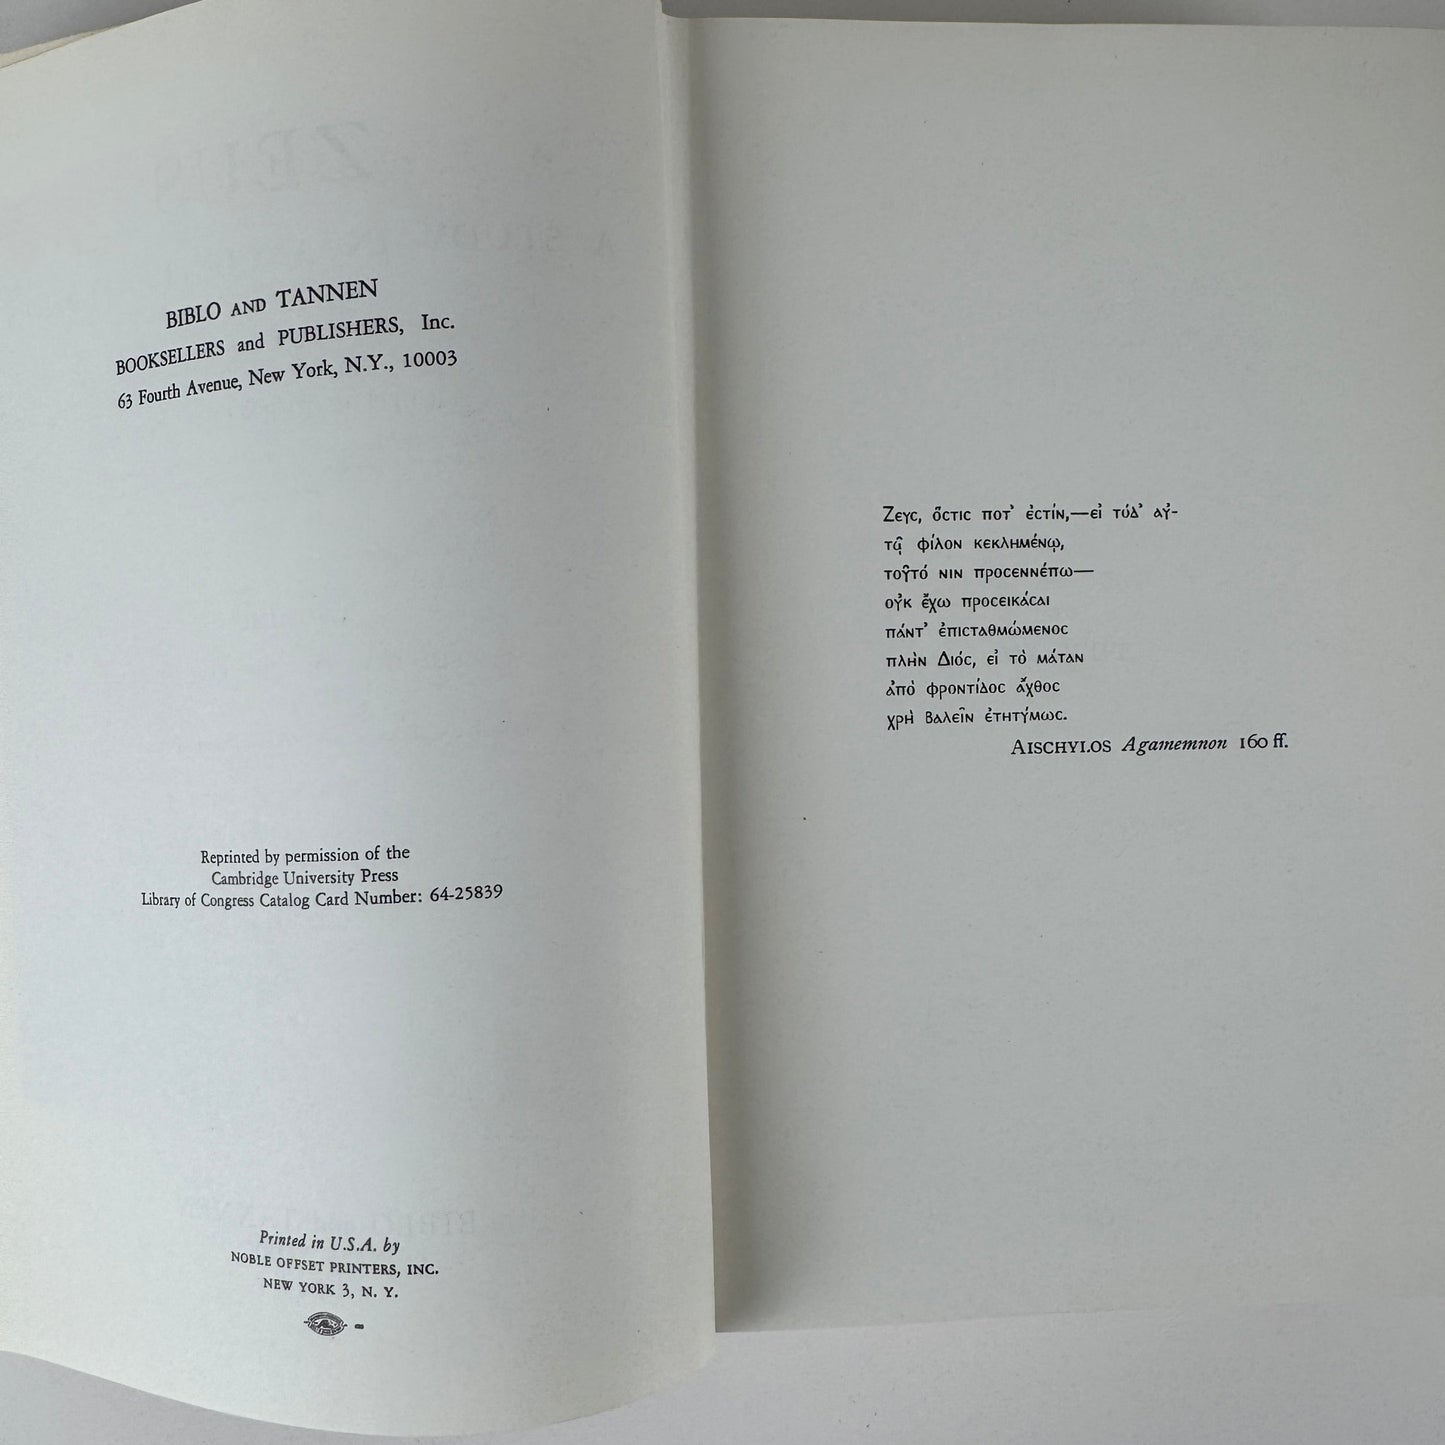 BIBLO AND TANNEN
BOOKSELLERS and PUBLISHERS, Inc.
63 Fourth Avenue, New York, N.Y., 10003
Reprinted by permission of the
Cambridge University Press
Library of Congress Catalog Card Number: 64-25839
Printed in U.S.A. by
NOBLE OFFSET PRINTERS, INC.
NEW YORK 3, N. Y.
Ζεύϲ, ὅϲτιϲ ποτ’ ἐϲτίν,—εἰ τόδ’ αὐ-
τῷ φίλον κεκλημένῳ,
τοῦτό νιν προϲεννέπω—
οὐκ ἔχω προϲεικάϲαι
πάντ’ ἐπιϲταθμώμενοϲ
πλὴν Διόϲ, εἰ τὸ μάταν
ἀπὸ φροντίδοϲ ἄχθοϲ
χρὴ βαλεῖν ἐτητύμωϲ.
AISCHYLOS Agamemnon 160 ff.